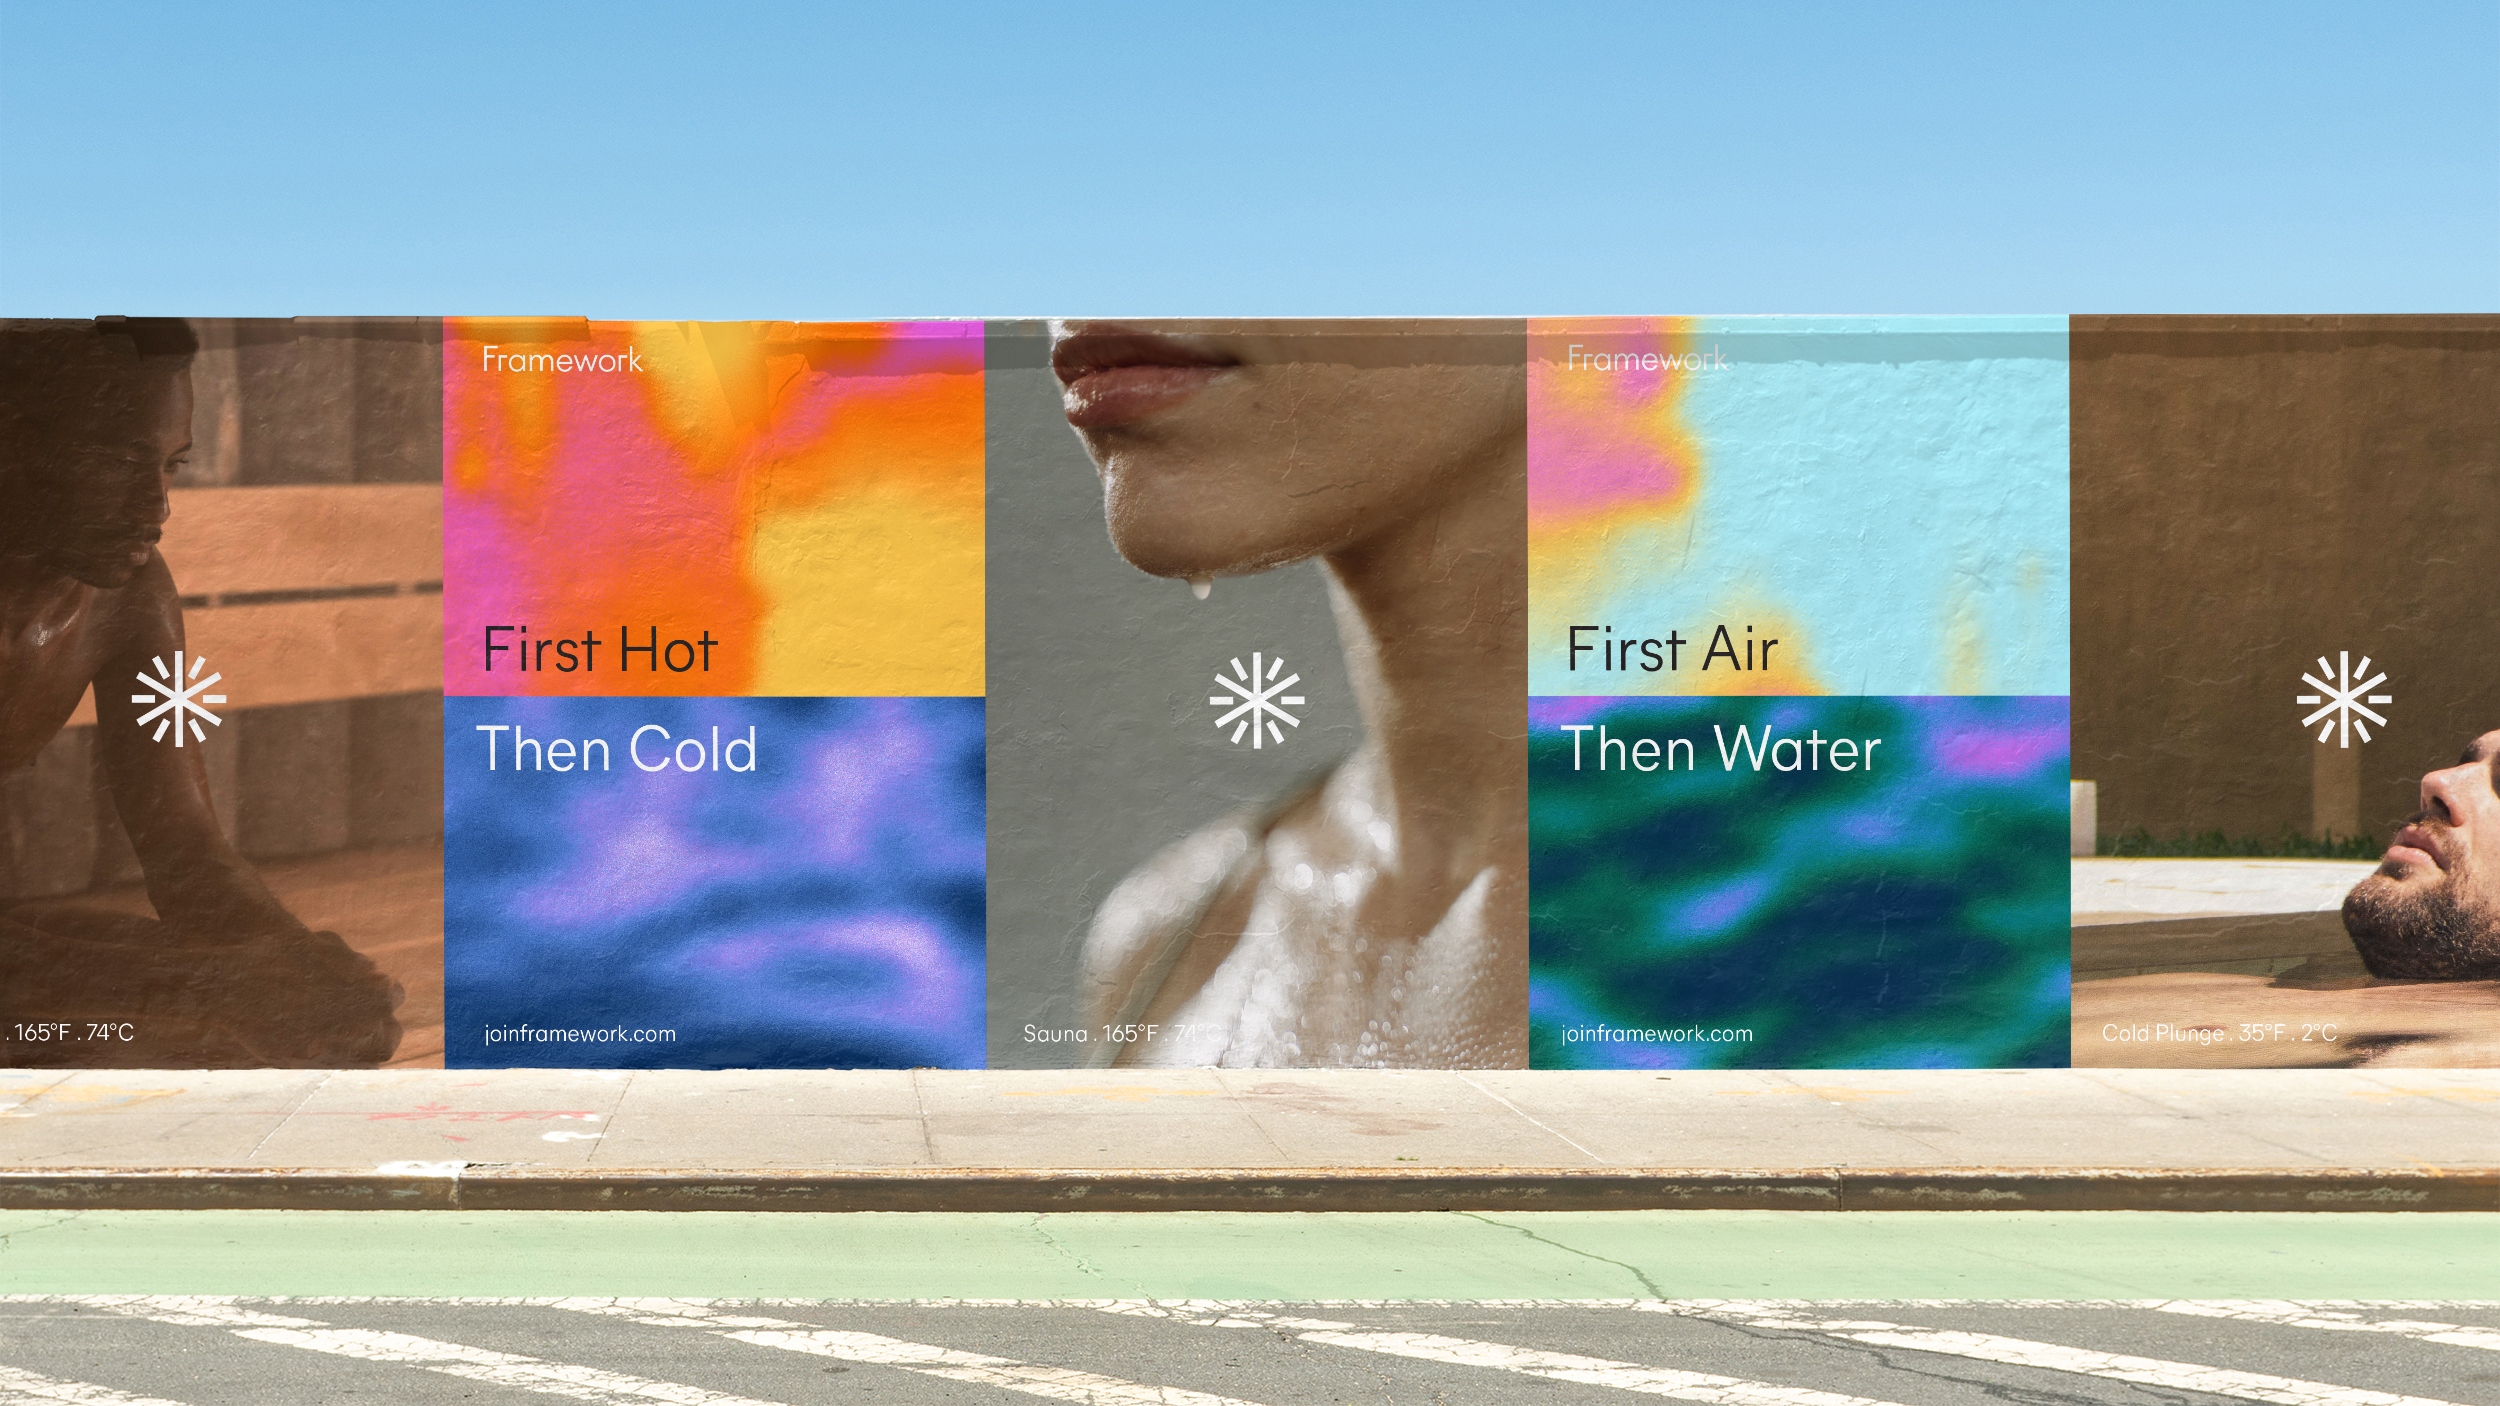 . 165°F . 74°C
Framework
First Hot
Then Cold
joinframework.com
Sauna . 165°F . 74°C
Framework
First Air
Then Water
joinframework.com
Cold Plunge . 35°F . 2°C